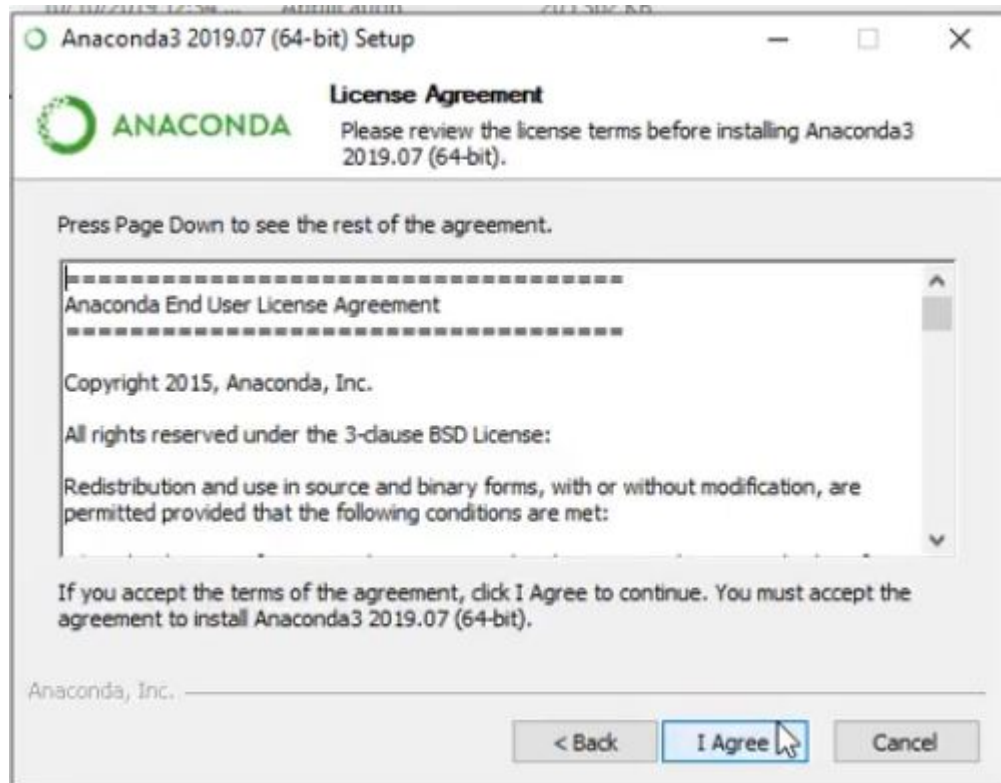 Anaconda3 2019.07 (64-bit) Setup
ANACONDA
License Agreement
Please review the license terms before installing Anaconda3
2019.07 (64-bit).
Press Page Down to see the rest of the agreement.
=====================================
Anaconda End User License Agreement
=====================================
Copyright 2015, Anaconda, Inc.
All rights reserved under the 3-clause BSD License:
Redistribution and use in source and binary forms, with or without modification, are
permitted provided that the following conditions are met:
If you accept the terms of the agreement, click I Agree to continue. You must accept the
agreement to install Anaconda3 2019.07 (64-bit).
Anaconda, Inc.
< Back
I Agree
Cancel